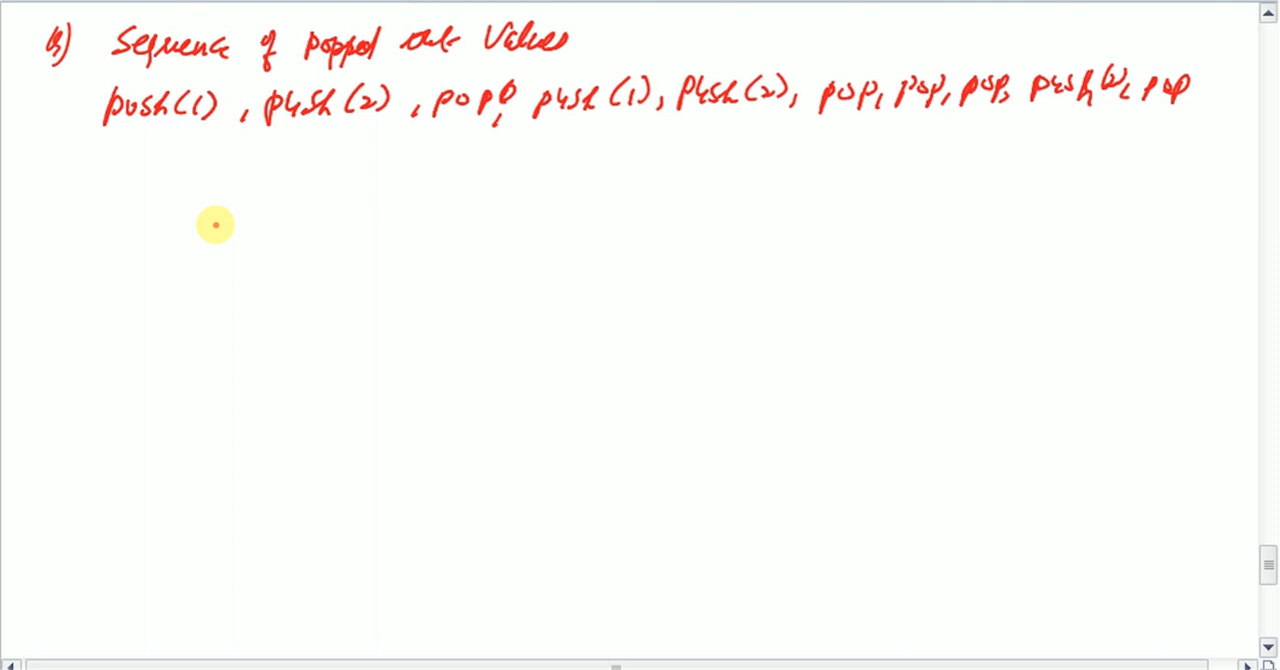 Q) Sequence of popped out Values
push(1), push(2), pop, push(1), push(2), pop, pop, pop, push(2), pop